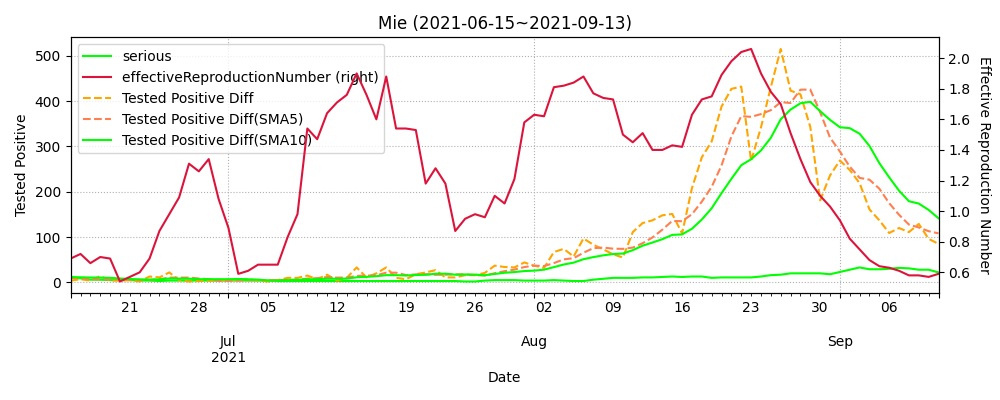 Mie (2021-06-15~2021-09-13)
serious
effectiveReproductionNumber (right)
Tested Positive Diff
Tested Positive Diff(SMA5)
Tested Positive Diff(SMA10)
Tested Positive
500
400
300
200
100
0
2.0
1.8
1.6
1.4
1.2
1.0
0.8
0.6
Effective Reproduction Number
21 28 05 12 19 26 02 09 16 23 30 06
Jul Aug Sep
2021
Date